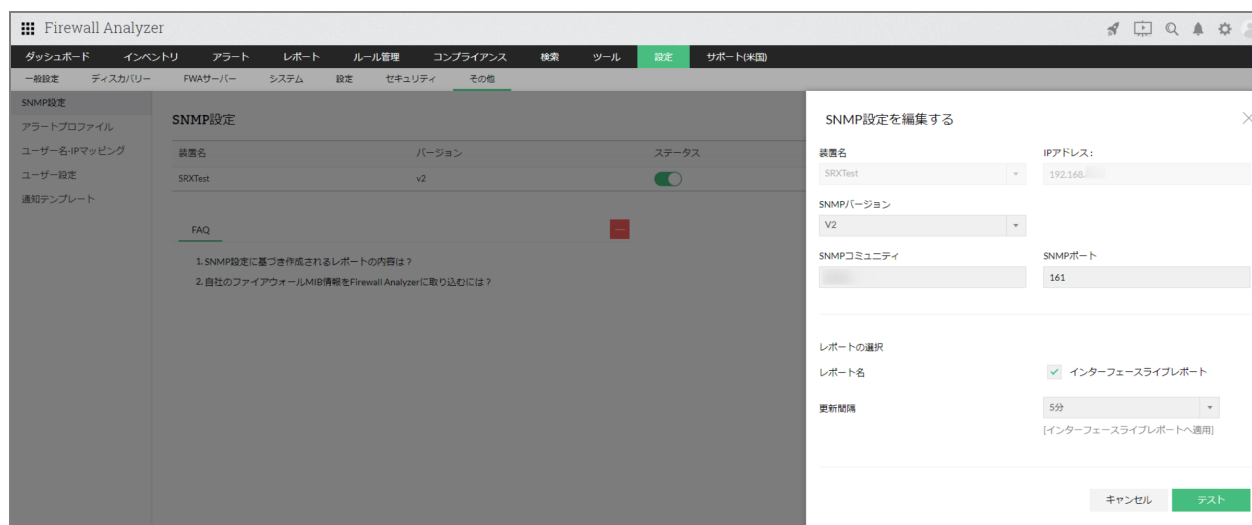 Firewall Analyzer
ダッシュボード インベントリ アラート レポート ルール管理 コンプライアンス 検索 ツール 設定 サポート(米国)
一般設定 ディスカバリー FWAサーバー システム 設定 セキュリティ その他
SNMP設定
アラートプロファイル
ユーザー名-IPマッピング
ユーザー設定
通知テンプレート
SNMP設定
装置名 バージョン ステータス
SRXTest v2
FAQ
1. SNMP設定に基づき作成されるレポートの内容は？
2. 自社のファイアウォールMIB情報をFirewall Analyzerに取り込むには？
SNMP設定を編集する
装置名 IPアドレス :
SRXTest 192.168.
SNMPバージョン
V2
SNMPコミュニティ SNMPポート
161
レポートの選択
レポート名 インターフェースライブレポート
更新間隔 5分
[インターフェースライブレポートへ適用]
キャンセル テスト